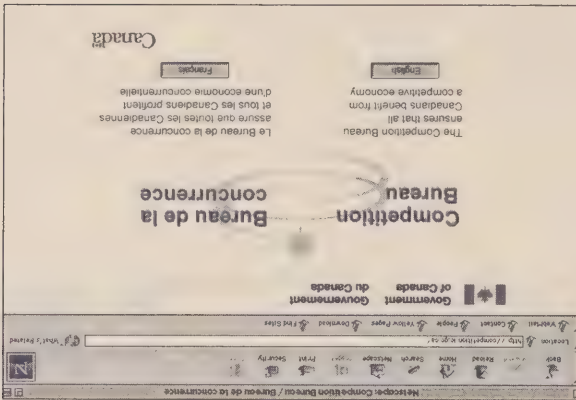 Netscape: Competition Bureau / Bureau de la concurrence
Back Reload Home Search Netscape Print Security
Location http://competition.ic.gc.ca/ What's Related
WebMail Contact People Yellow Pages Download Find Sites
Government of Canada
Gouvernement du Canada
Competition Bureau
Bureau de la concurrence
The Competition Bureau
ensures that all
Canadians benefit from
a competitive economy
Le Bureau de la concurrence
assure que toutes les Canadiennes
et tous les Canadiens profitent
d'une économie concurrentielle
English
Français
Canada